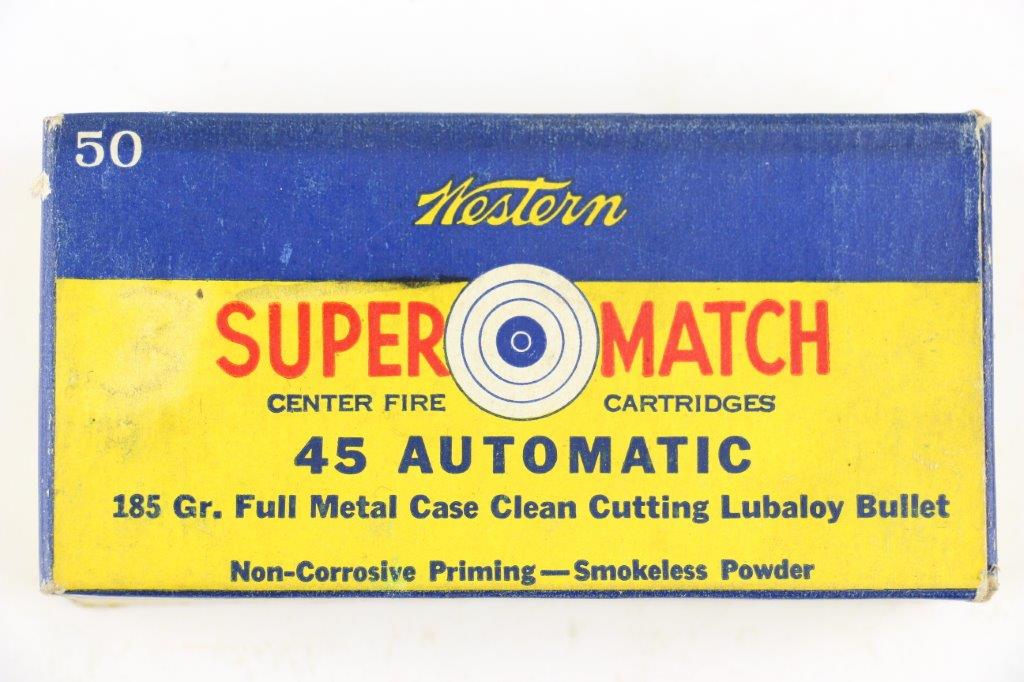 50
Western
SUPER MATCH
CENTER FIRE CARTRIDGES
45 AUTOMATIC
185 Gr. Full Metal Case Clean Cutting Lubaloy Bullet
Non-Corrosive Priming—Smokeless Powder